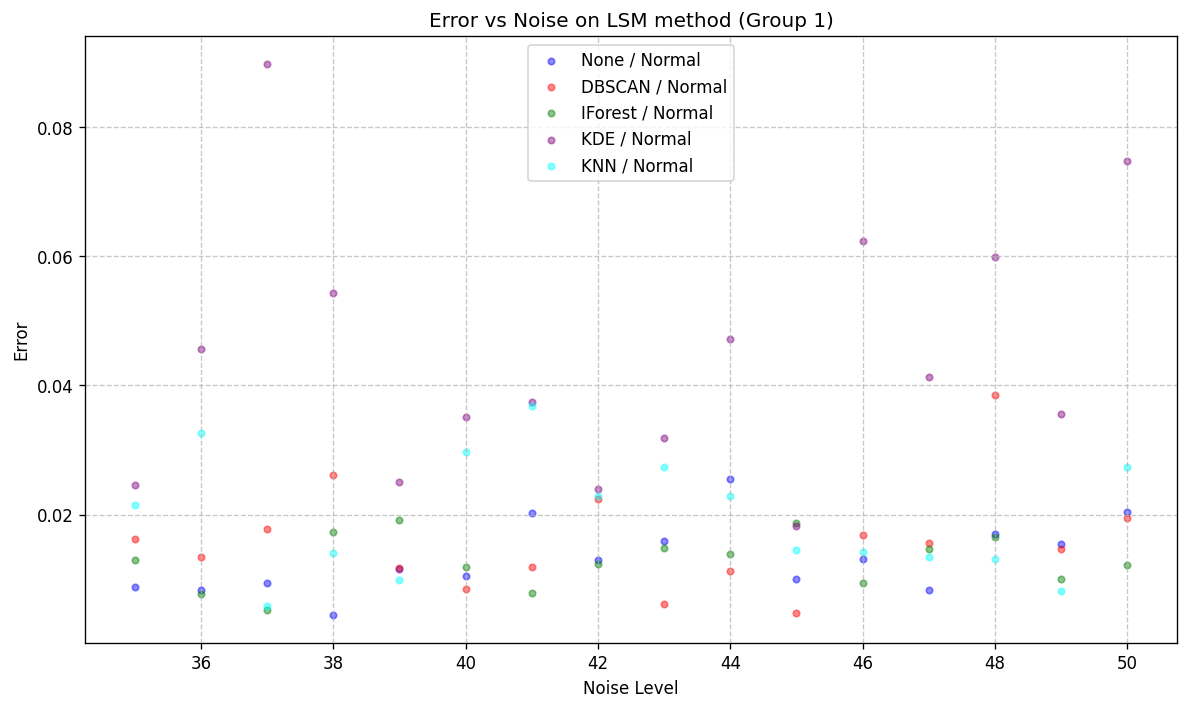 Error vs Noise on LSM method (Group 1)
None / Normal
DBSCAN / Normal
IForest / Normal
KDE / Normal
KNN / Normal
Error
0.08
0.06
0.04
0.02
36 38 40 42 44 46 48 50
Noise Level